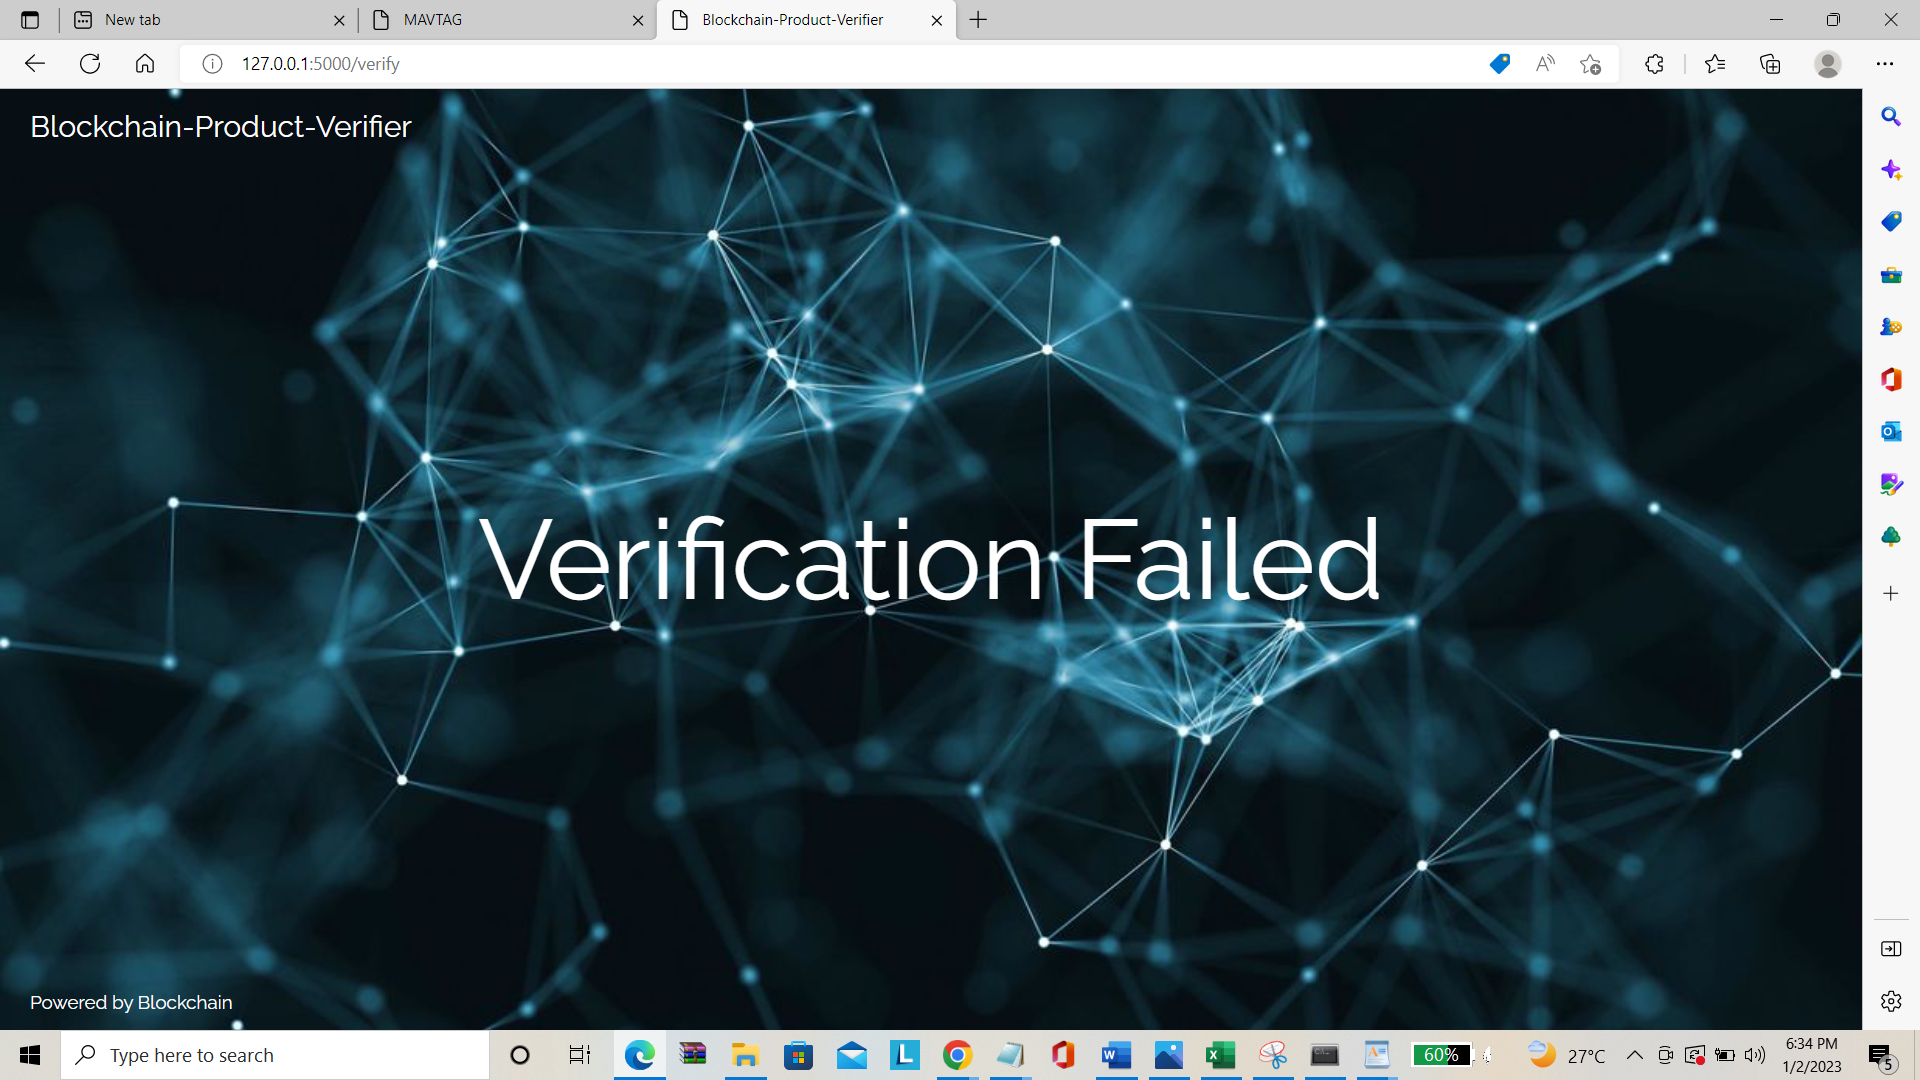 New tab
MAVTAG
Blockchain-Product-Verifier
127.0.0.1:5000/verify
Blockchain-Product-Verifier
Verification Failed
Powered by Blockchain
Type here to search
60%
27°C
6:34 PM
1/2/2023
5